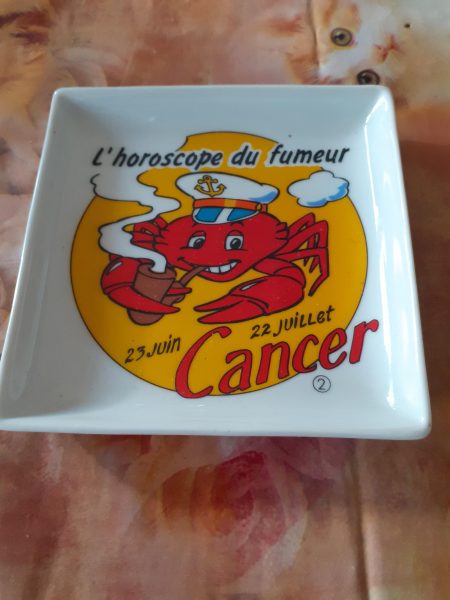 L'horoscope du fumeur
23 Juin
22 Juillet
Cancer
2